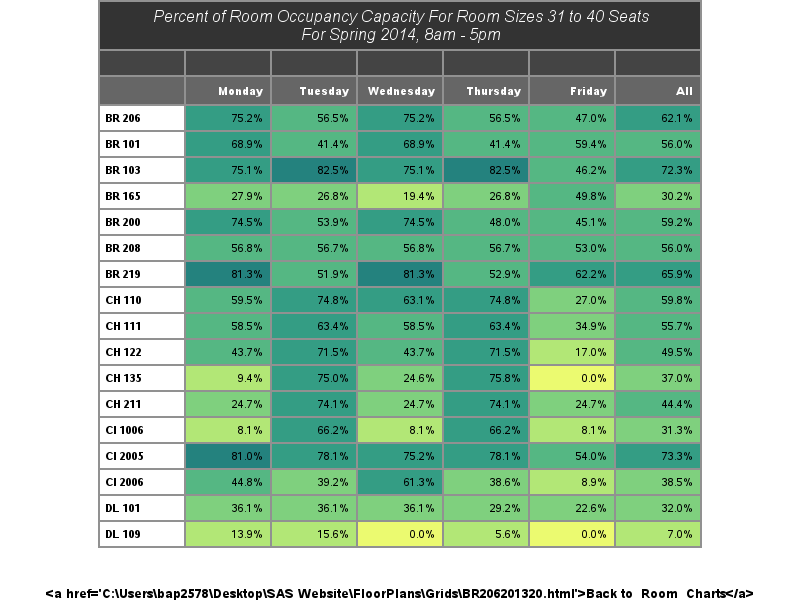 Percent of Room Occupancy Capacity For Room Sizes 31 to 40 Seats
For Spring 2014, 8am - 5pm
Monday Tuesday Wednesday Thursday Friday All
BR 206 75.2% 56.5% 75.2% 56.5% 47.0% 62.1%
BR 101 68.9% 41.4% 68.9% 41.4% 59.4% 56.0%
BR 103 75.1% 82.5% 75.1% 82.5% 46.2% 72.3%
BR 165 27.9% 26.8% 19.4% 26.8% 49.8% 30.2%
BR 200 74.5% 53.9% 74.5% 48.0% 45.1% 59.2%
BR 208 56.8% 56.7% 56.8% 56.7% 53.0% 56.0%
BR 219 81.3% 51.9% 81.3% 52.9% 62.2% 65.9%
CH 110 59.5% 74.8% 63.1% 74.8% 27.0% 59.8%
CH 111 58.5% 63.4% 58.5% 63.4% 34.9% 55.7%
CH 122 43.7% 71.5% 43.7% 71.5% 17.0% 49.5%
CH 135 9.4% 75.0% 24.6% 75.8% 0.0% 37.0%
CH 211 24.7% 74.1% 24.7% 74.1% 24.7% 44.4%
CI 1006 8.1% 66.2% 8.1% 66.2% 8.1% 31.3%
CI 2005 81.0% 78.1% 75.2% 78.1% 54.0% 73.3%
CI 2006 44.8% 39.2% 61.3% 38.6% 8.9% 38.5%
DL 101 36.1% 36.1% 36.1% 29.2% 22.6% 32.0%
DL 109 13.9% 15.6% 0.0% 5.6% 0.0% 7.0%
<a href='C:\Users\bap2578\Desktop\SAS Website\FloorPlans\Grids\BR206201320.html'>Back to Room Charts</a>